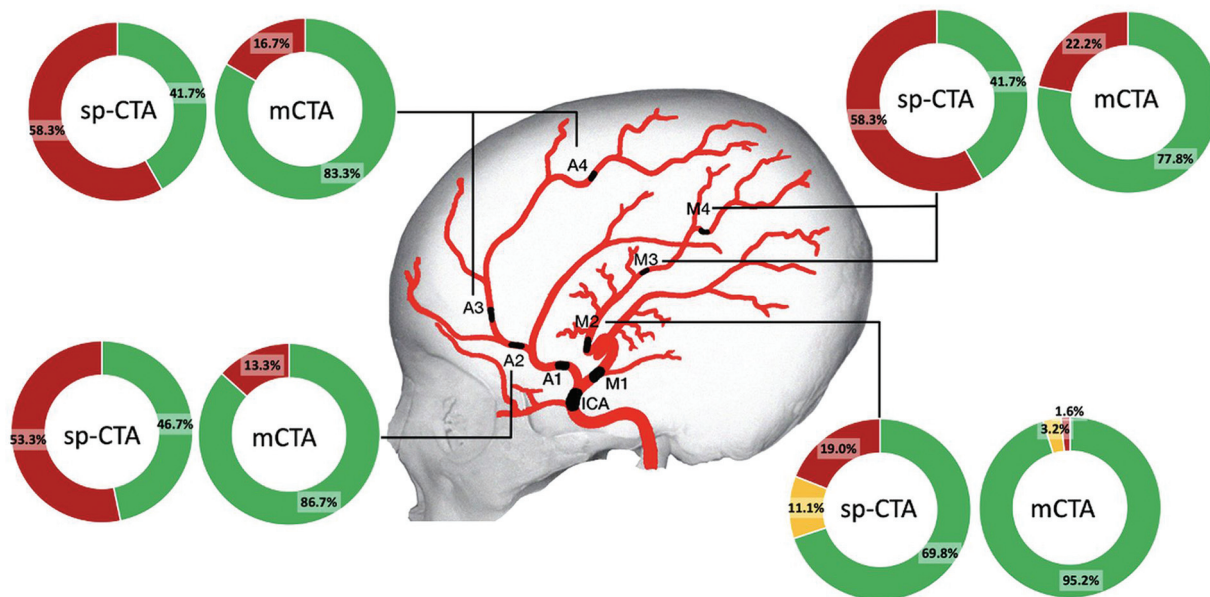 16.7%
22.2%
41.7%
sp-CTA
mCTA
58.3%
83.3%
41.7%
sp-CTA
mCTA
58.3%
77.8%
A4
M4
M3
A3
M2
A2
A1
M1
ICA
13.3%
46.7%
sp-CTA
mCTA
53.3%
86.7%
19.0%
11.1%
sp-CTA
69.8%
1.6%
3.2%
mCTA
95.2%